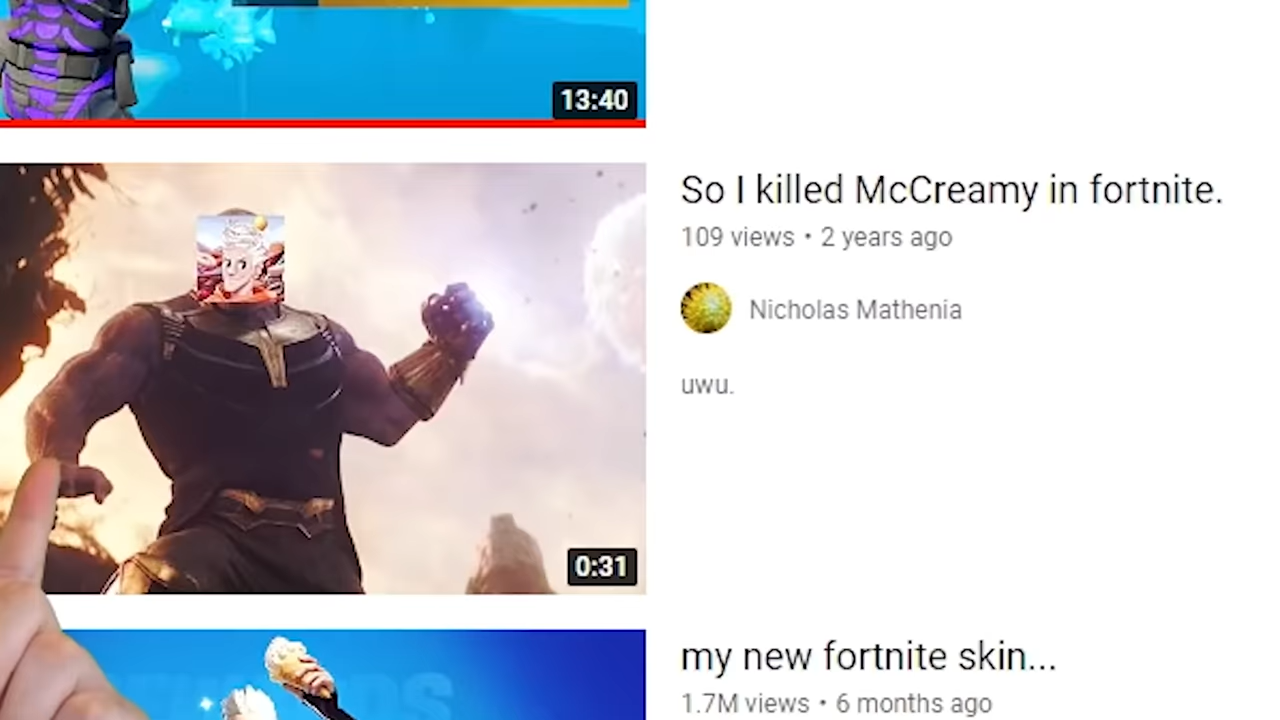 13:40
So I killed McCreamy in fortnite.
109 views • 2 years ago
Nicholas Mathenia
uwu.
0:31
my new fortnite skin...
1.7M views • 6 months ago